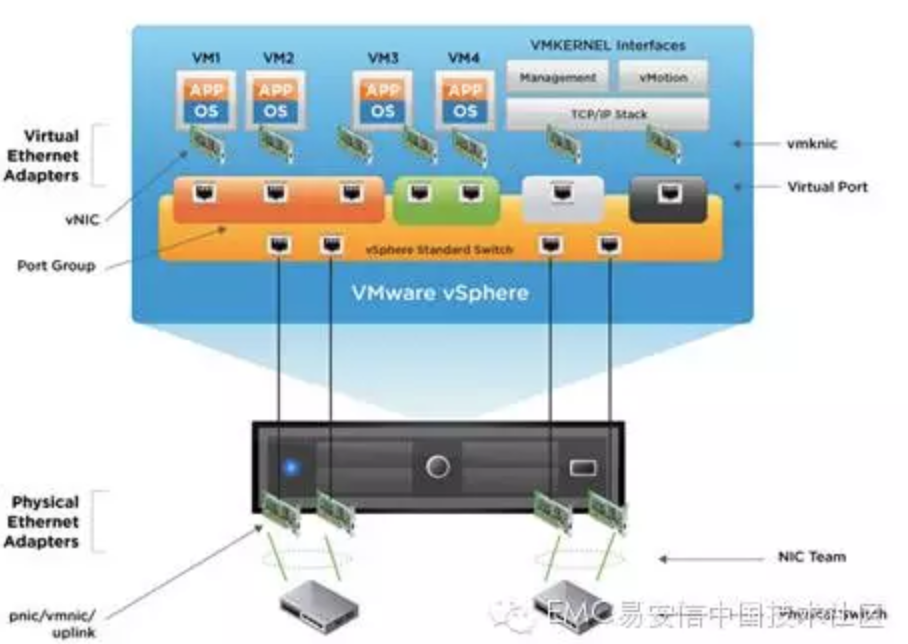 VMKERNEL Interfaces
VM1
VM2
VM3
VM4
Management
vMotion
APP
APP
APP
APP
OS
OS
OS
OS
TCP/IP Stack
Virtual
Ethernet
Adapters
vmknic
Virtual Port
vNIC
Port Group
vSphere Standard Switch
VMware vSphere
Physical
Ethernet
Adapters
NIC Team
pnic/vmnic/
uplink
Physical Switch
EMC易安信中国技术社区